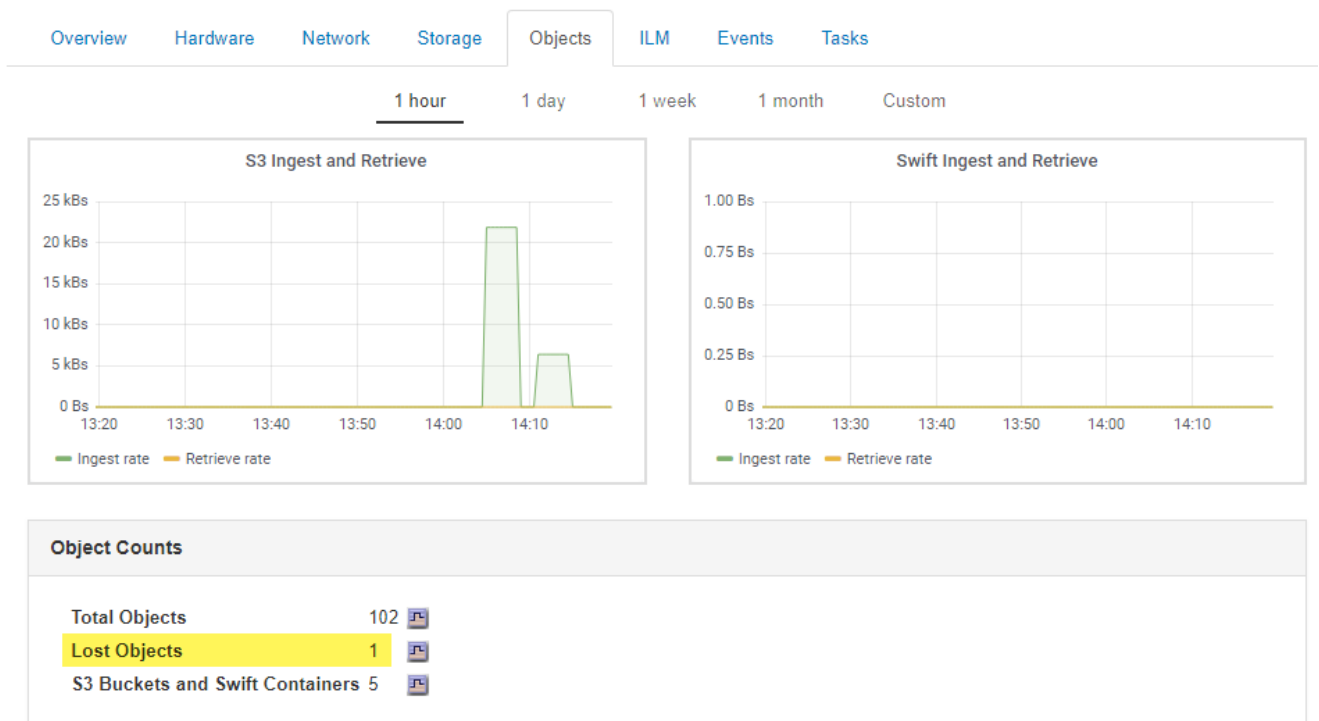 Overview Hardware Network Storage Objects ILM Events Tasks
1 hour 1 day 1 week 1 month Custom
S3 Ingest and Retrieve
25 kBs
20 kBs
15 kBs
10 kBs
5 kBs
0 Bs
13:20 13:30 13:40 13:50 14:00 14:10
Ingest rate Retrieve rate
Swift Ingest and Retrieve
1.00 Bs
0.75 Bs
0.50 Bs
0.25 Bs
0 Bs
13:20 13:30 13:40 13:50 14:00 14:10
Ingest rate Retrieve rate
Object Counts
Total Objects 102
Lost Objects 1
S3 Buckets and Swift Containers 5